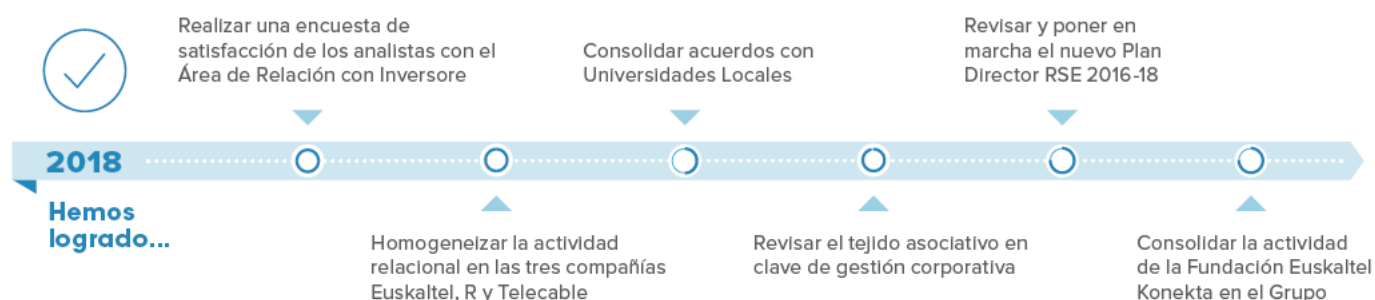 Realizar una encuesta de
satisfacción de los analistas con el
Área de Relación con Inversore
Consolidar acuerdos con
Universidades Locales
Revisar y poner en
marcha el nuevo Plan
Director RSE 2016-18
2018
Hemos
logrado...
Homogeneizar la actividad
relacional en las tres compañías
Euskaltel, R y Telecable
Revisar el tejido asociativo en
clave de gestión corporativa
Consolidar la actividad
de la Fundación Euskaltel
Konekta en el Grupo